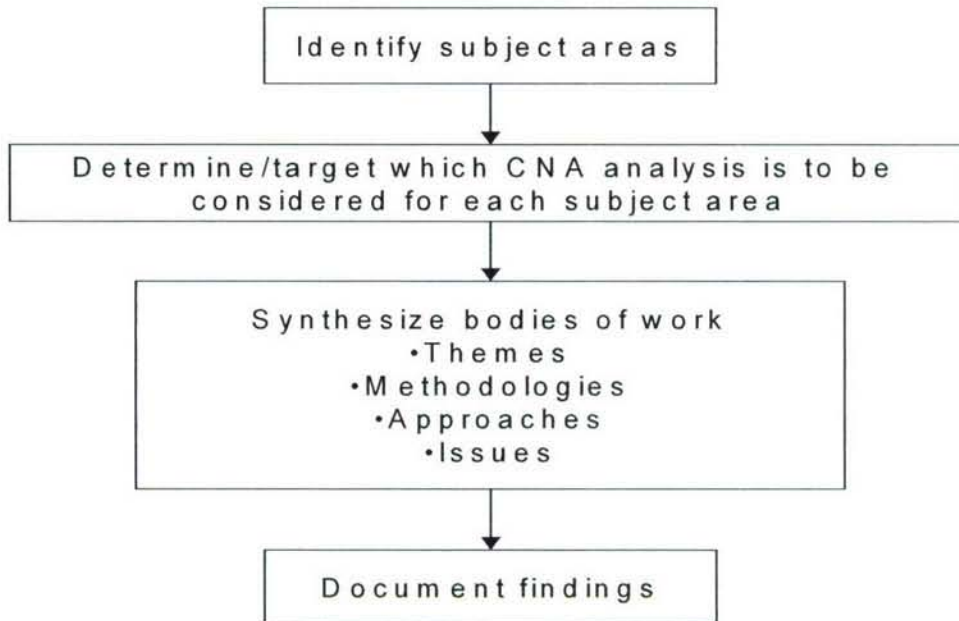 Identify subject areas
Determine/target which CNA analysis is to be
considered for each subject area
Synthesize bodies of work
•Themes
•Methodologies
•Approaches
•Issues
Document findings